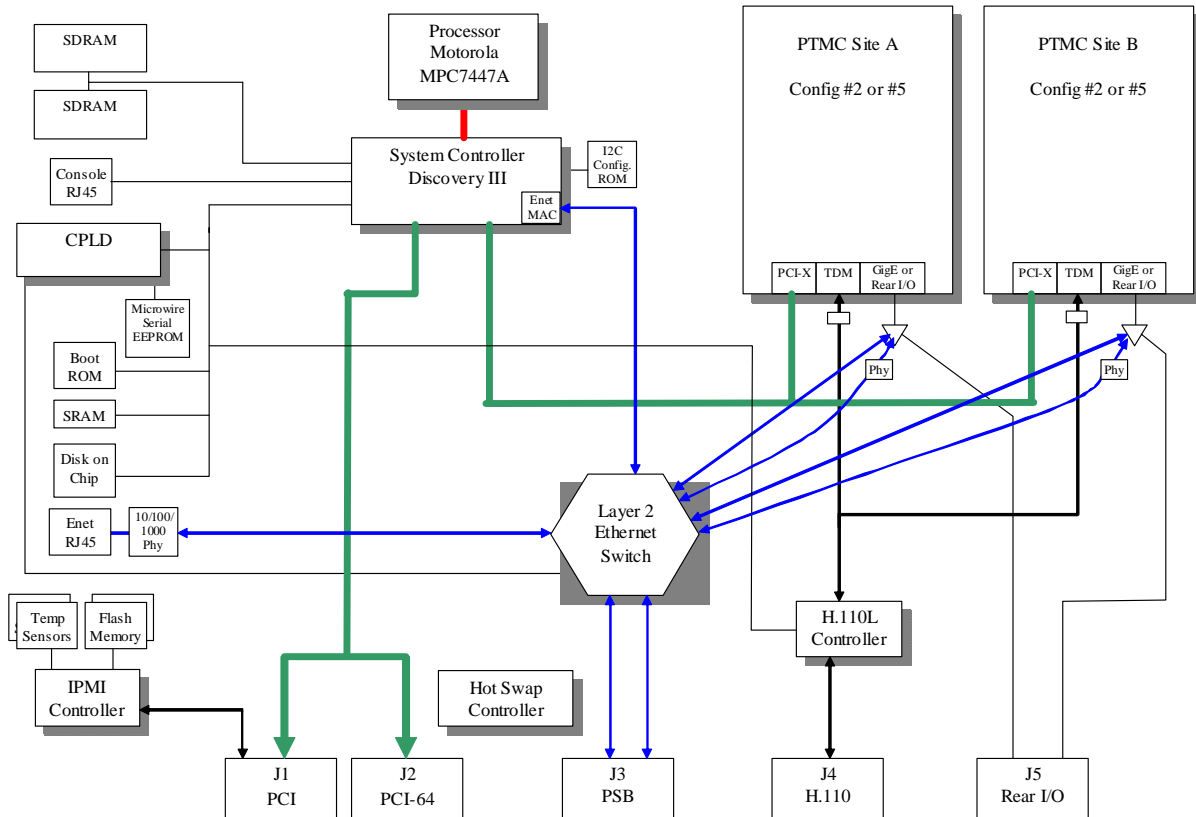 SDRAM
SDRAM
Processor
Motorola
MPC7447A
PTMC Site A
Config #2 or #5
PTMC Site B
Config #2 or #5
System Controller
Discovery III
Enet
MAC
I2C
Config.
ROM
Console
RJ45
CPLD
Microwire
Serial
EEPROM
PCI-X
TDM
GigE or
Rear I/O
PCI-X
TDM
GigE or
Rear I/O
Phy
Phy
Boot
ROM
SRAM
Disk on
Chip
Enet
RJ45
10/100/
1000
Phy
Layer 2
Ethernet
Switch
Temp
Sensors
Flash
Memory
IPMI
Controller
Hot Swap
Controller
H.110L
Controller
J1
PCI
J2
PCI-64
J3
PSB
J4
H.110
J5
Rear I/O